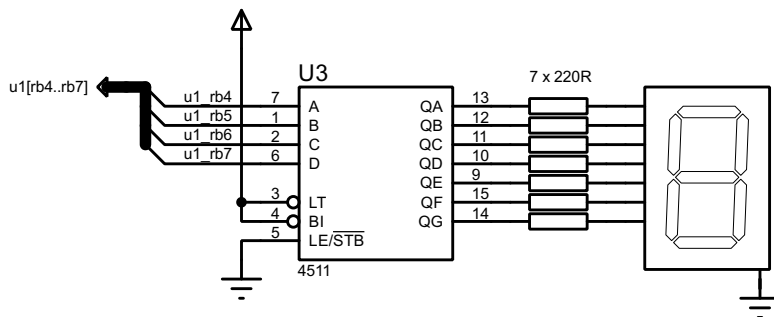 U3
7 x 220R
u1[rb4..rb7]
u1_rb4 7 A QA 13
u1_rb5 1 B QB 12
u1_rb6 2 C QC 11
u1_rb7 6 D QD 10
QE 9
3 LT QF 15
4 BI QG 14
5 LE/STB
4511